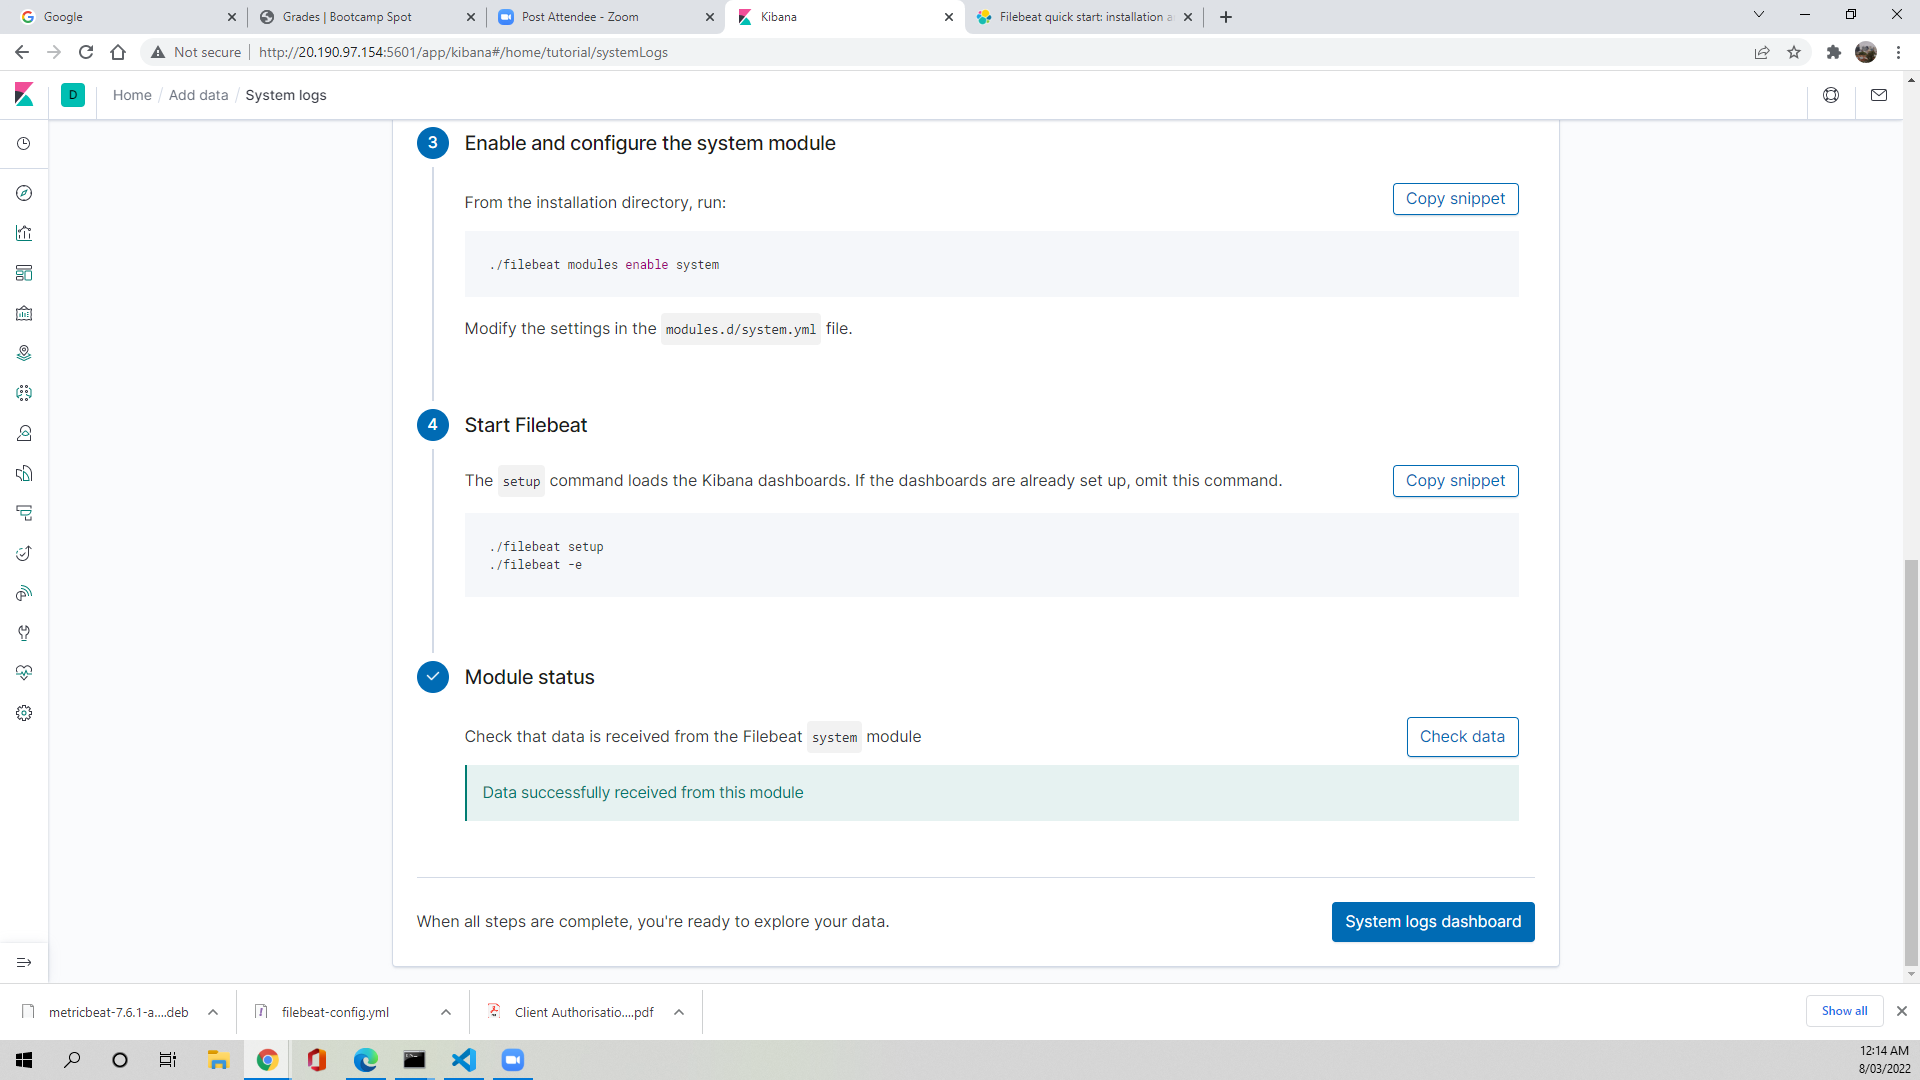 Google
Grades | Bootcamp Spot
Post Attendee - Zoom
Kibana
Filebeat quick start: installation a
Not secure
http://20.190.97.154:5601/app/kibana#/home/tutorial/systemLogs
D
Home / Add data / System logs
3
Enable and configure the system module
From the installation directory, run:
Copy snippet
./filebeat modules enable system
Modify the settings in the modules.d/system.yml file.
4
Start Filebeat
The setup command loads the Kibana dashboards. If the dashboards are already set up, omit this command.
Copy snippet
./filebeat setup
./filebeat -e
Module status
Check that data is received from the Filebeat system module
Check data
Data successfully received from this module
When all steps are complete, you're ready to explore your data.
System logs dashboard
metricbeat-7.6.1-a....deb
filebeat-config.yml
Client Authorisatio....pdf
Show all
12:14 AM
8/03/2022